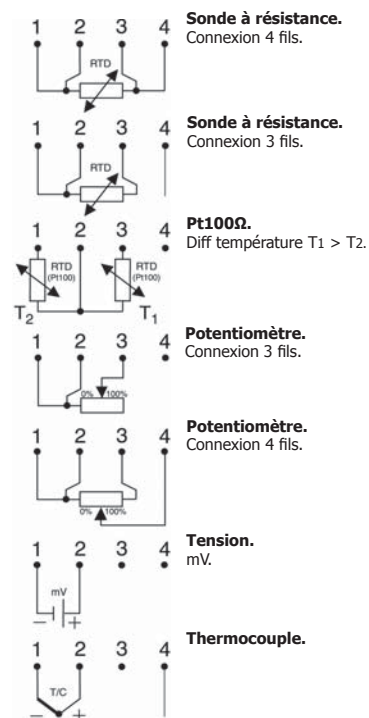 1 2 3 4
Sonde à résistance.
Connexion 4 fils.
RTD
1 2 3 4
Sonde à résistance.
Connexion 3 fils.
RTD
1 2 3 4
Pt100Ω.
Diff température T1 > T2.
RTD RTD
(Pt100) (Pt100)
T2 T1
1 2 3 4
Potentiomètre.
Connexion 3 fils.
0% 100%
1 2 3 4
Potentiomètre.
Connexion 4 fils.
0% 100%
1 2 3 4
Tension.
mV.
mV
− +
1 2 3 4
Thermocouple.
T/C
− +